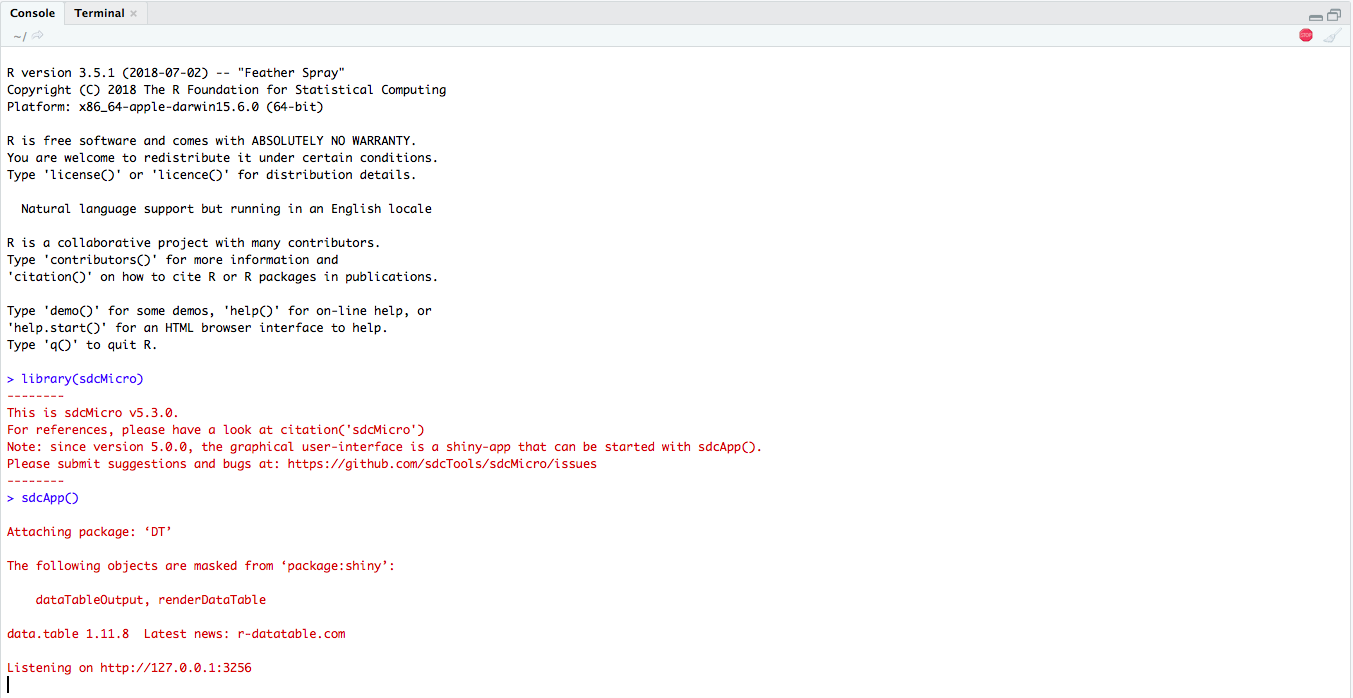 Console Terminal ×
~/
STOP
R version 3.5.1 (2018-07-02) -- "Feather Spray"
Copyright (C) 2018 The R Foundation for Statistical Computing
Platform: x86_64-apple-darwin15.6.0 (64-bit)
R is free software and comes with ABSOLUTELY NO WARRANTY.
You are welcome to redistribute it under certain conditions.
Type 'license()' or 'licence()' for distribution details.
Natural language support but running in an English locale
R is a collaborative project with many contributors.
Type 'contributors()' for more information and
'citation()' on how to cite R or R packages in publications.
Type 'demo()' for some demos, 'help()' for on-line help, or
'help.start()' for an HTML browser interface to help.
Type 'q()' to quit R.
> library(sdcMicro)
--------
This is sdcMicro v5.3.0.
For references, please have a look at citation('sdcMicro')
Note: since version 5.0.0, the graphical user-interface is a shiny-app that can be started with sdcApp().
Please submit suggestions and bugs at: https://github.com/sdcTools/sdcMicro/issues
--------
> sdcApp()
Attaching package: ‘DT’
The following objects are masked from ‘package:shiny’:
dataTableOutput, renderDataTable
data.table 1.11.8  Latest news: r-datatable.com
Listening on http://127.0.0.1:3256